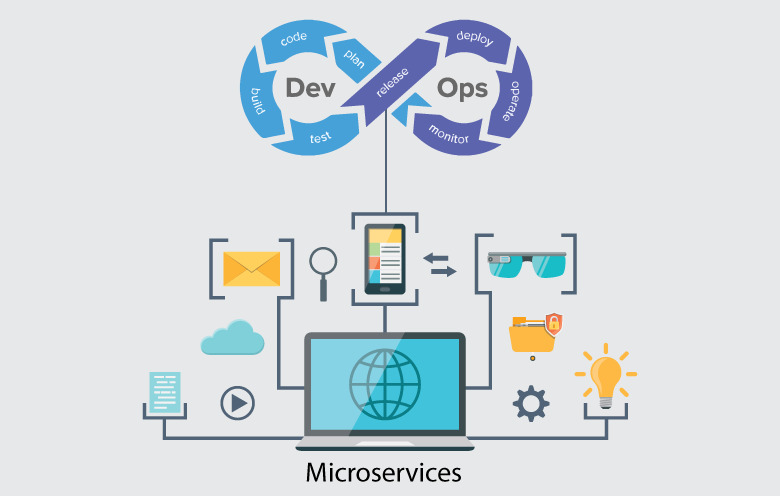 code
plan
deploy
Dev
release
Ops
build
operate
test
monitor
Microservices